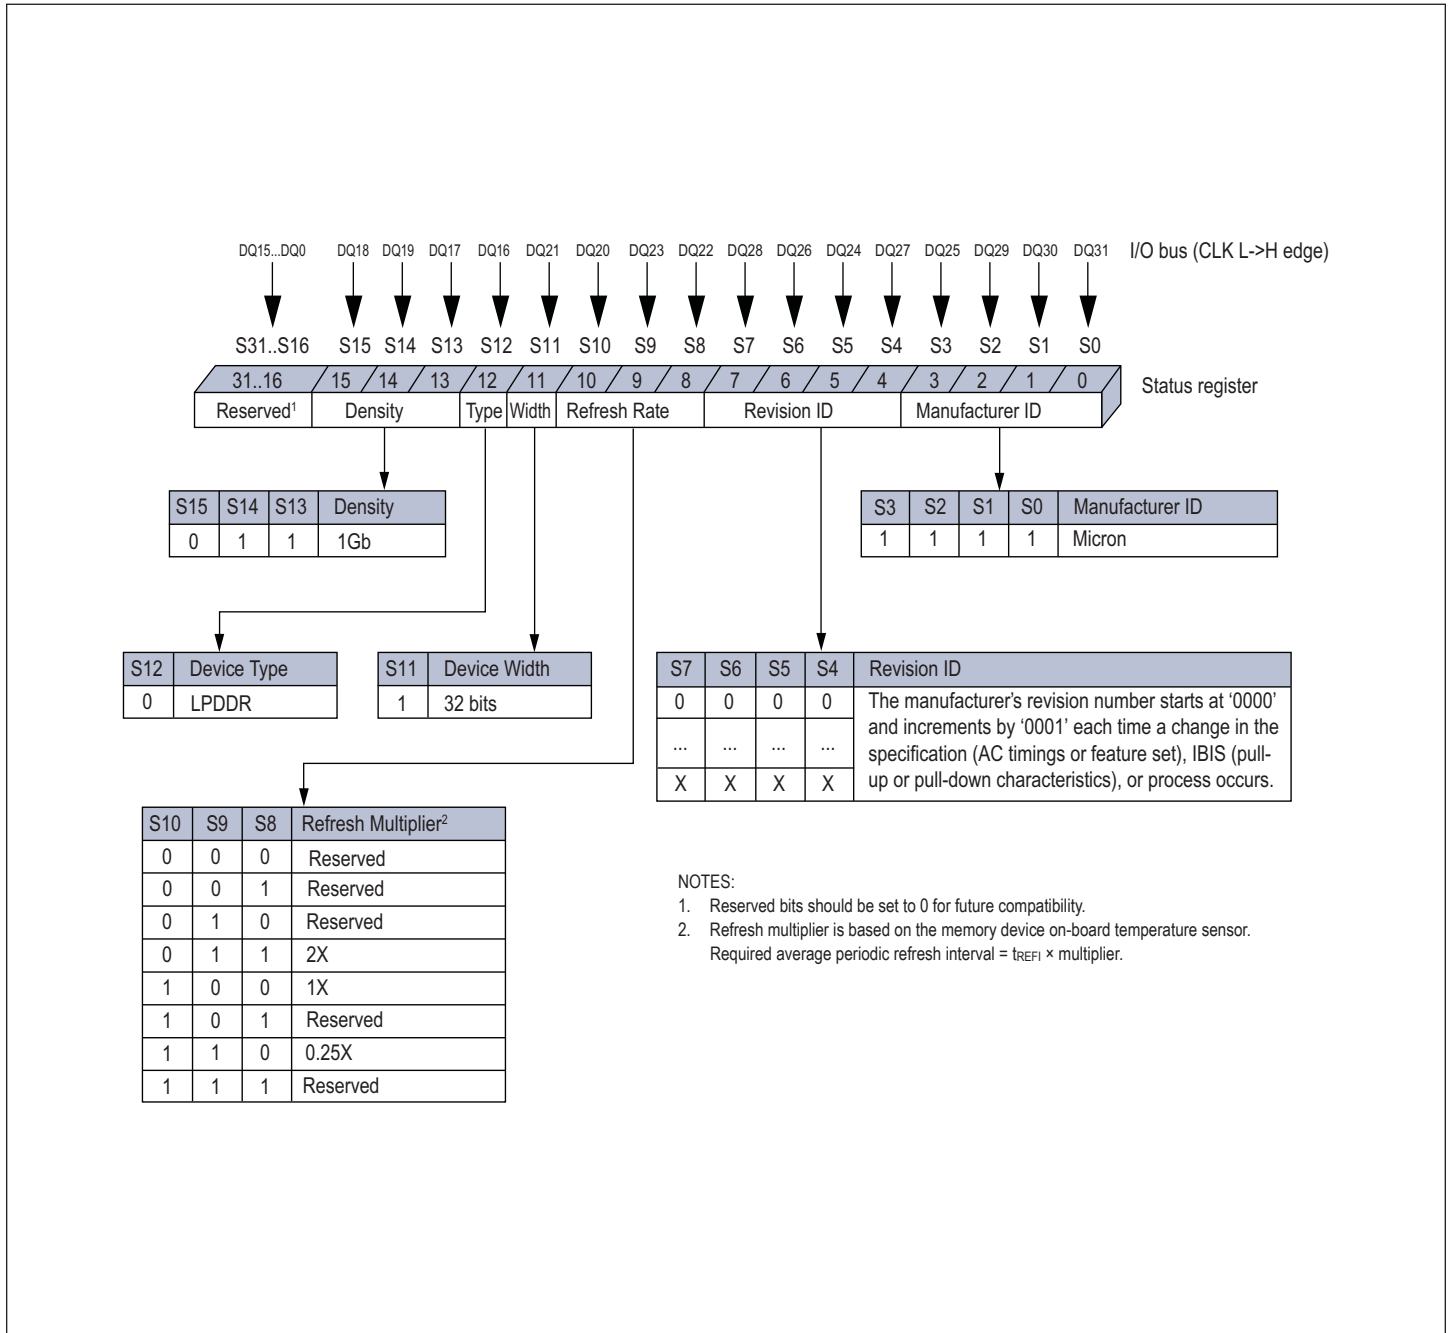 DQ15...DQ0 DQ18 DQ19 DQ17 DQ16 DQ21 DQ20 DQ23 DQ22 DQ28 DQ26 DQ24 DQ27 DQ25 DQ29 DQ30 DQ31 I/O bus (CLK L->H edge)
S31..S16 S15 S14 S13 S12 S11 S10 S9 S8 S7 S6 S5 S4 S3 S2 S1 S0
31..16 15 14 13 12 11 10 9 8 7 6 5 4 3 2 1 0 Status register
Reserved¹ Density Type Width Refresh Rate Revision ID Manufacturer ID
S15 S14 S13 Density
0 1 1 1Gb
S3 S2 S1 S0 Manufacturer ID
1 1 1 1 Micron
S12 Device Type
0 LPDDR
S11 Device Width
1 32 bits
S7 S6 S5 S4 Revision ID
0 0 0 0 The manufacturer’s revision number starts at ‘0000’
and increments by ‘0001’ each time a change in the
... ... ... ... specification (AC timings or feature set), IBIS (pull-
X X X X up or pull-down characteristics), or process occurs.
S10 S9 S8 Refresh Multiplier²
0 0 0 Reserved
0 0 1 Reserved
0 1 0 Reserved
0 1 1 2X
1 0 0 1X
1 0 1 Reserved
1 1 0 0.25X
1 1 1 Reserved
NOTES:
1. Reserved bits should be set to 0 for future compatibility.
2. Refresh multiplier is based on the memory device on-board temperature sensor.
Required average periodic refresh interval = tREFI × multiplier.